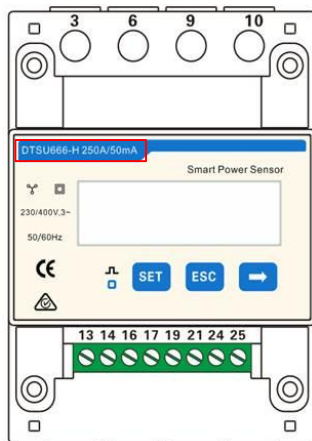 3 6 9 10
DTSU666-H 250A/50mA
Smart Power Sensor
230/400V,3~
50/60Hz
CE
SET ESC
13 14 16 17 19 21 24 25